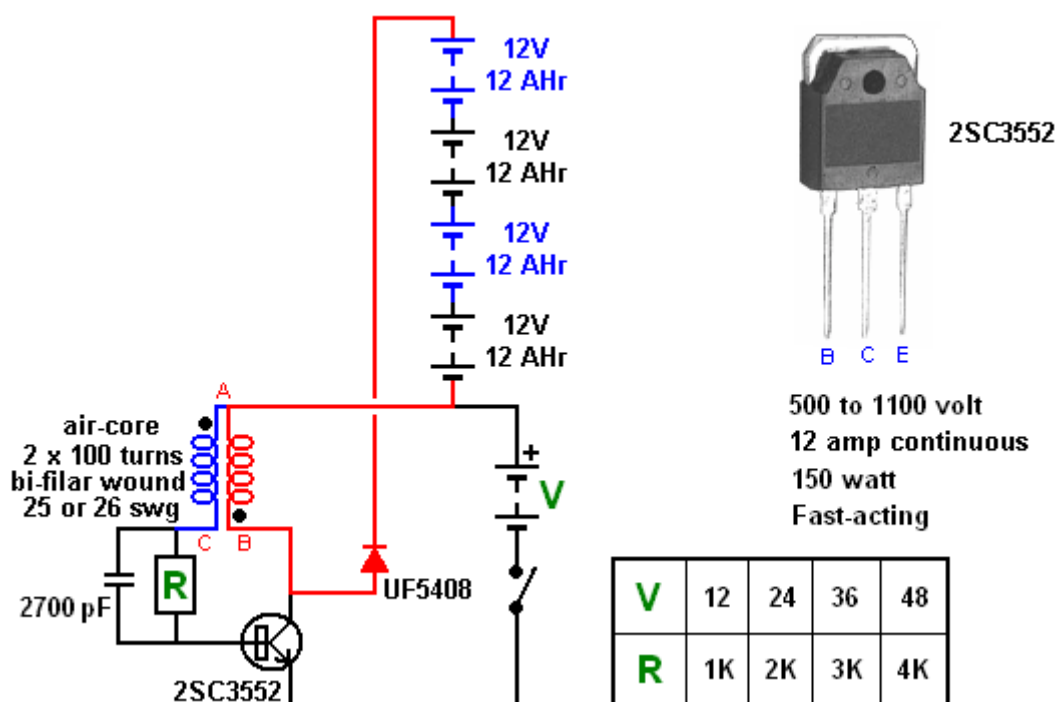 12V
12 AHr
12V
12 AHr
12V
12 AHr
12V
12 AHr
2SC3552
B C E
500 to 1100 volt
12 amp continuous
150 watt
Fast-acting
A
air-core
2 x 100 turns
bi-filar wound
25 or 26 swg
C B
+
V
R
2700 pF
UF5408
2SC3552
V 12 24 36 48
R 1K 2K 3K 4K